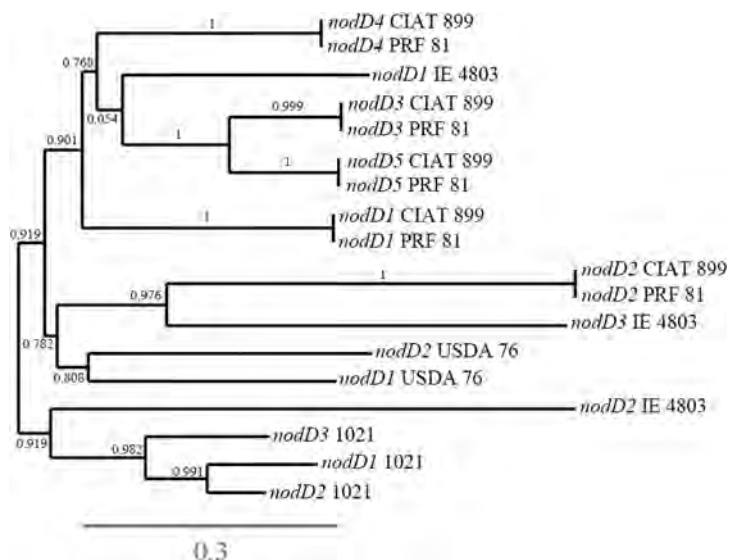 1
nodD4 CIAT 899
nodD4 PRF 81
0.760
nodD1 IE 4803
0.054
0.999
nodD3 CIAT 899
nodD3 PRF 81
1
0.901
1
nodD5 CIAT 899
nodD5 PRF 81
1
nodD1 CIAT 899
nodD1 PRF 81
0.919
1
nodD2 CIAT 899
nodD2 PRF 81
0.976
nodD3 IE 4803
0.782
nodD2 USDA 76
0.808
nodD1 USDA 76
nodD2 IE 4803
0.919
nodD3 1021
0.982
nodD1 1021
0.991
nodD2 1021
0.3